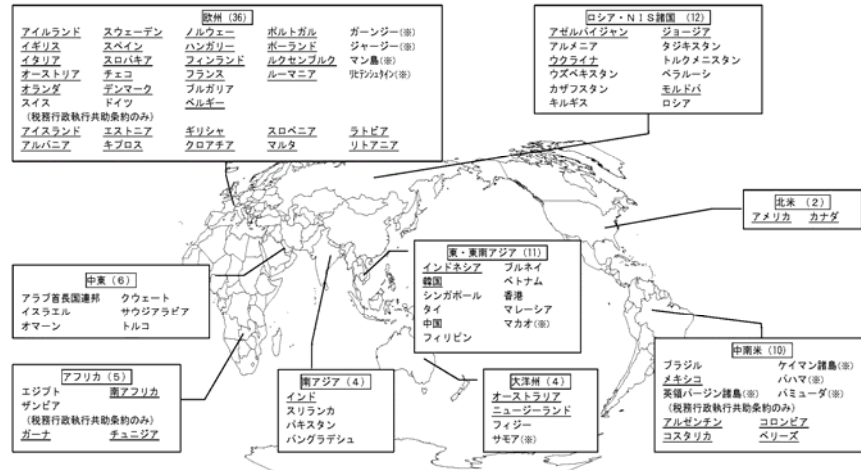 欧州(36)
アイルランド スウェーデン ノルウェー ポルトガル ガーンジー(※)
イギリス スペイン ハンガリー ポーランド ジャージー(※)
イタリア スロバキア フィンランド ルクセンブルク マン島(※)
オーストリア チェコ フランス ルーマニア リヒテンシュタイン(※)
オランダ デンマーク ブルガリア
スイス ドイツ ベルギー
(税務行政執行共助条約のみ)
アイスランド エストニア ギリシャ スロベニア ラトビア
アルバニア キプロス クロアチア マルタ リトアニア
ロシア・NIS諸国(12)
アゼルバイジャン ジョージア
アルメニア タジキスタン
ウクライナ トルクメニスタン
ウズベキスタン ベラルーシ
カザフスタン モルドバ
キルギス ロシア
北米(2)
アメリカ カナダ
中東(6)
アラブ首長国連邦 クウェート
イスラエル サウジアラビア
オマーン トルコ
東・東南アジア(11)
インドネシア ブルネイ
韓国 ベトナム
シンガポール 香港
タイ マレーシア
中国 マカオ(※)
フィリピン
アフリカ(5)
エジプト 南アフリカ
ザンビア
(税務行政執行共助条約のみ)
ガーナ チュニジア
南アジア(4)
インド
スリランカ
パキスタン
バングラデシュ
大洋州(4)
オーストラリア
ニュージーランド
フィジー
サモア(※)
中南米(10)
ブラジル ケイマン諸島(※)
メキシコ バハマ(※)
英領バージン諸島(※) バミューダ(※)
(税務行政執行共助条約のみ)
アルゼンチン コロンビア
コスタリカ ベリーズ